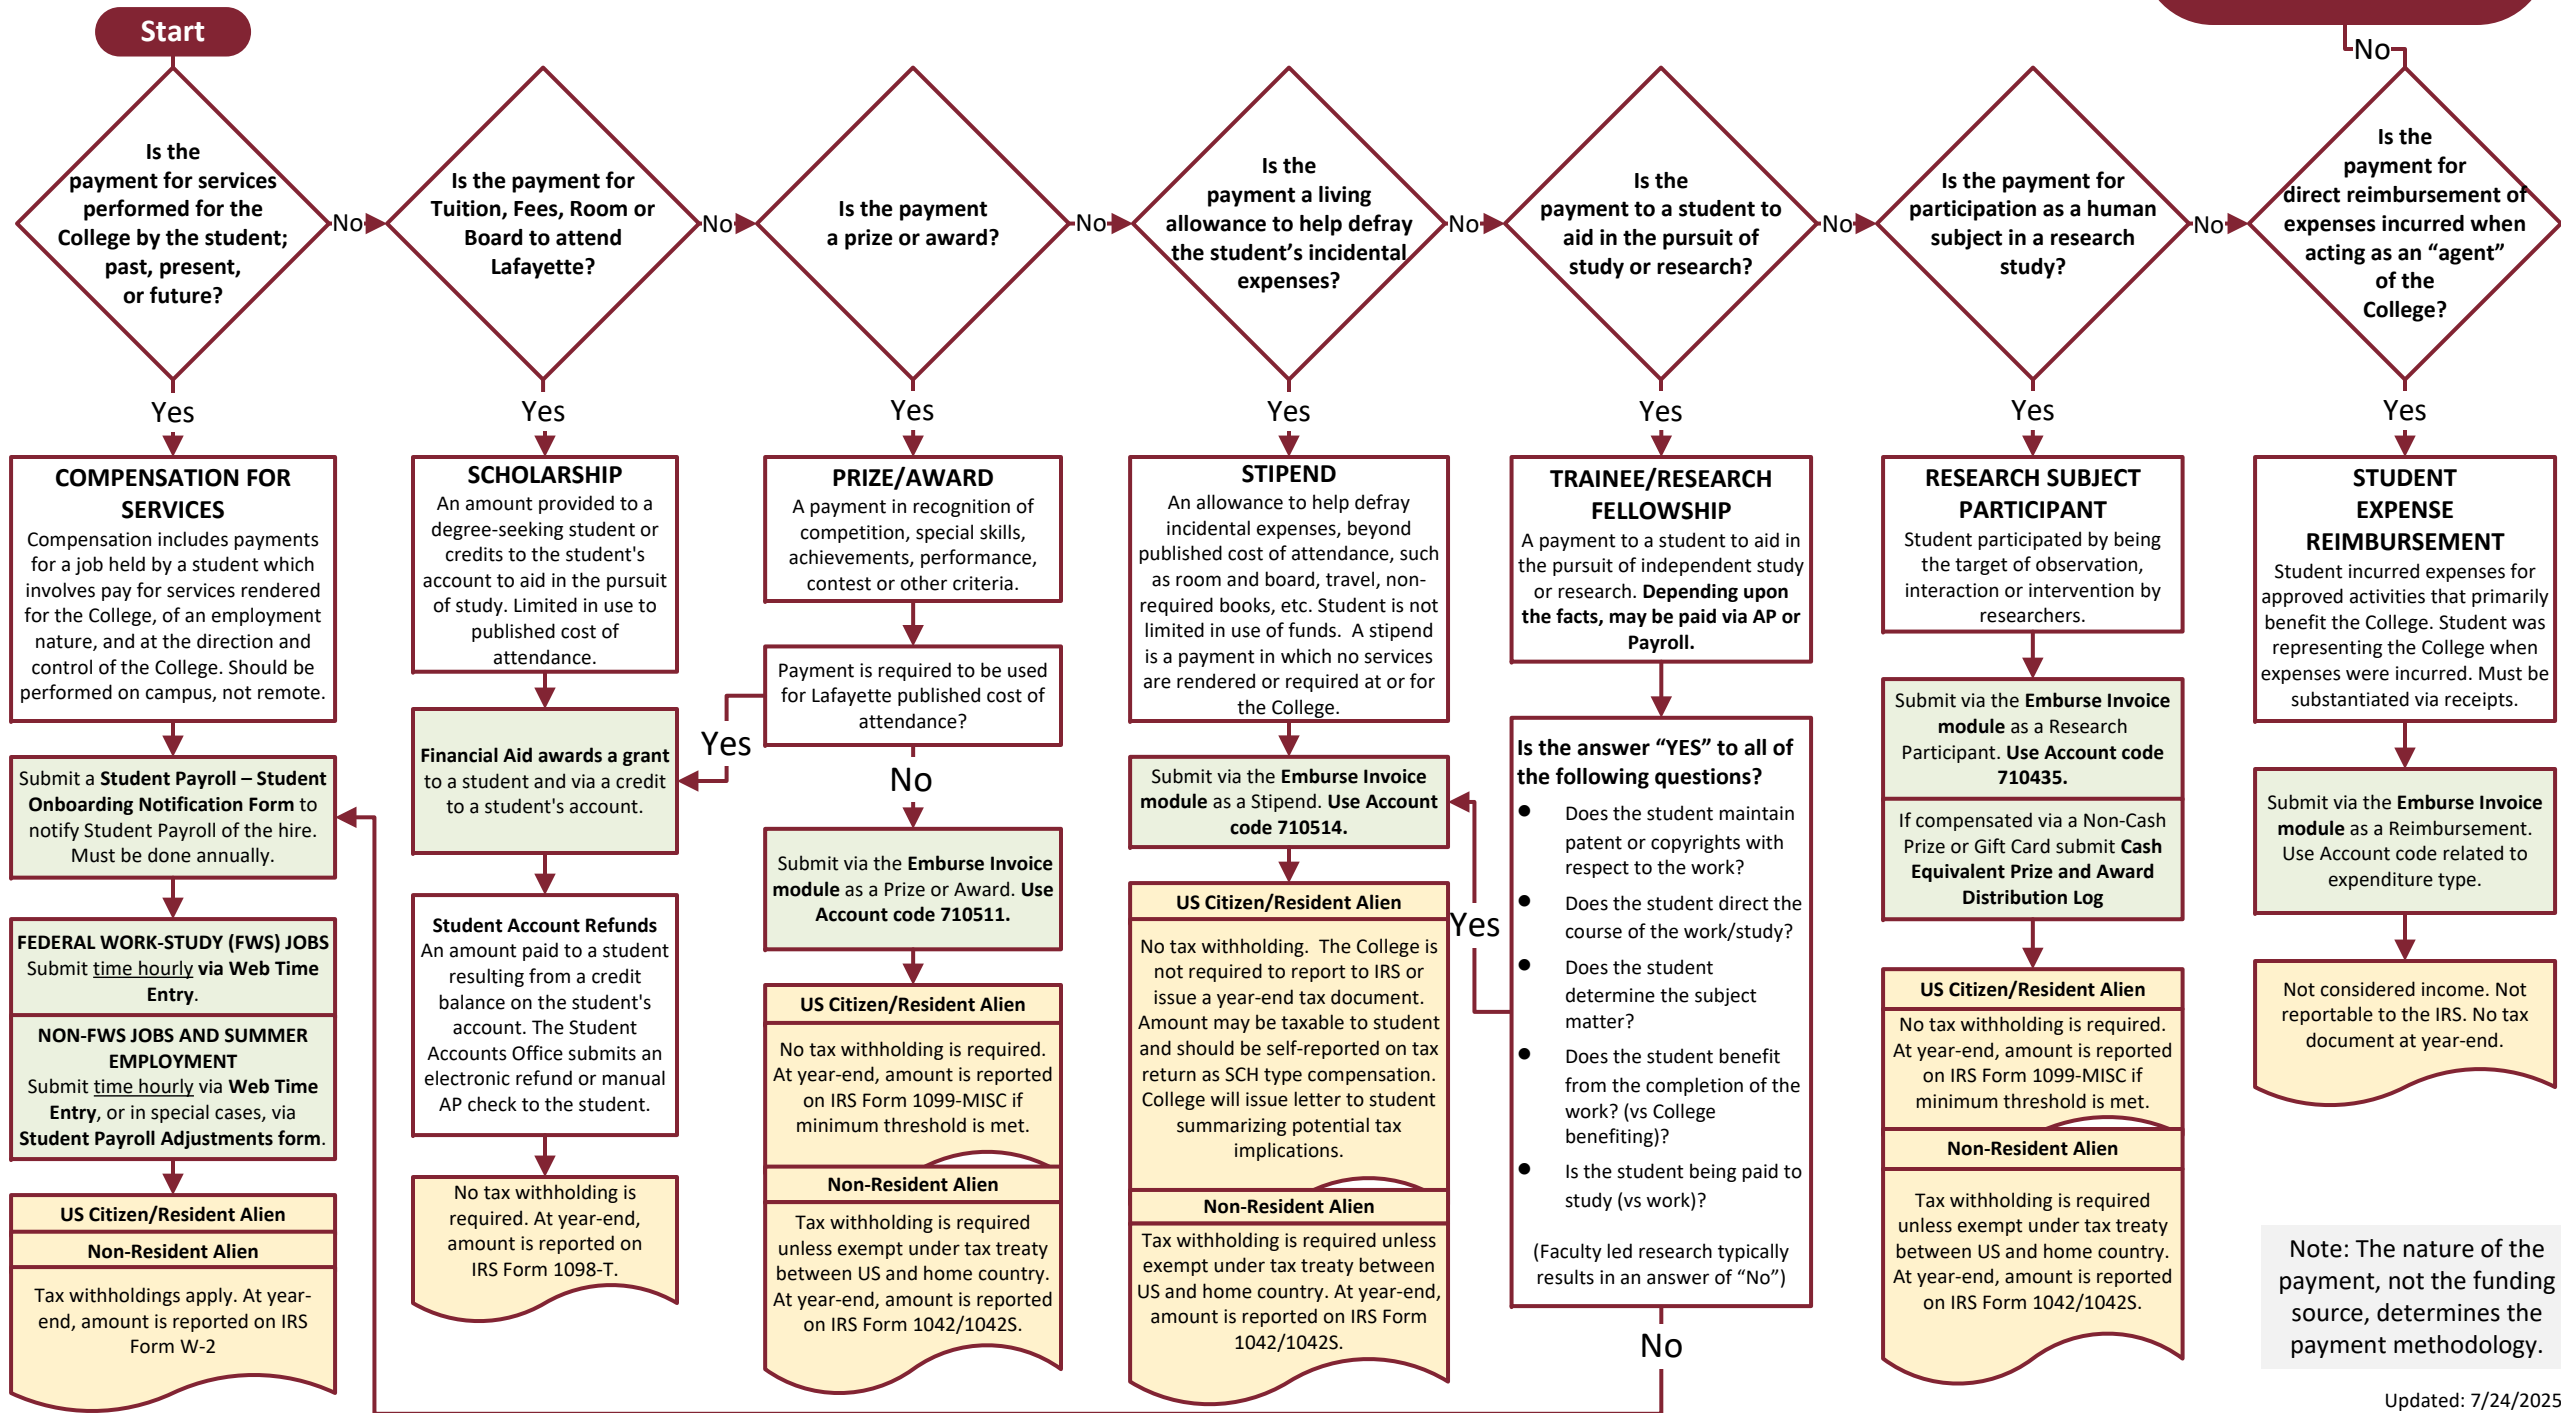 Start
No
Is the
payment for services
performed for the
College by the student;
past, present,
or future?
No
Is the payment for
Tuition, Fees, Room or
Board to attend
Lafayette?
No
Is the payment
a prize or award?
No
Is the
payment a living
allowance to help defray
the student's incidental
expenses?
No
Is the
payment to a student to
aid in the pursuit of
study or research?
No
Is the payment for
participation as a human
subject in a research
study?
No
Is the
payment for
direct reimbursement of
expenses incurred when
acting as an “agent”
of the
College?
Yes
Yes
Yes
Yes
Yes
Yes
Yes
COMPENSATION FOR
SERVICES
Compensation includes payments
for a job held by a student which
involves pay for services rendered
for the College, of an employment
nature, and at the direction and
control of the College. Should be
performed on campus, not remote.
Submit a Student Payroll – Student
Onboarding Notification Form to
notify Student Payroll of the hire.
Must be done annually.
FEDERAL WORK-STUDY (FWS) JOBS
Submit time hourly via Web Time
Entry.
NON-FWS JOBS AND SUMMER
EMPLOYMENT
Submit time hourly via Web Time
Entry, or in special cases, via
Student Payroll Adjustments form.
US Citizen/Resident Alien
Non-Resident Alien
Tax withholdings apply. At year-
end, amount is reported on IRS
Form W-2
SCHOLARSHIP
An amount provided to a
degree-seeking student or
credits to the student's
account to aid in the pursuit
of study. Limited in use to
published cost of
attendance.
Financial Aid awards a grant
to a student and via a credit
to a student's account.
Student Account Refunds
An amount paid to a student
resulting from a credit
balance on the student's
account. The Student
Accounts Office submits an
electronic refund or manual
AP check to the student.
No tax withholding is
required. At year-end,
amount is reported on
IRS Form 1098-T.
PRIZE/AWARD
A payment in recognition of
competition, special skills,
achievements, performance,
contest or other criteria.
Payment is required to be used
for Lafayette published cost of
attendance?
Yes
No
Submit via the Emburse Invoice
module as a Prize or Award. Use
Account code 710511.
US Citizen/Resident Alien
No tax withholding is required.
At year-end, amount is reported
on IRS Form 1099-MISC if
minimum threshold is met.
Non-Resident Alien
Tax withholding is required
unless exempt under tax treaty
between US and home country.
At year-end, amount is reported
on IRS Form 1042/1042S.
STIPEND
An allowance to help defray
incidental expenses, beyond
published cost of attendance, such
as room and board, travel, non-
required books, etc. Student is not
limited in use of funds.  A stipend
is a payment in which no services
are rendered or required at or for
the College.
Submit via the Emburse Invoice
module as a Stipend. Use Account
code 710514.
US Citizen/Resident Alien
No tax withholding.  The College is
not required to report to IRS or
issue a year-end tax document.
Amount may be taxable to student
and should be self-reported on tax
return as SCH type compensation.
College will issue letter to student
summarizing potential tax
implications.
Non-Resident Alien
Tax withholding is required unless
exempt under tax treaty between
US and home country. At year-end,
amount is reported on IRS Form
1042/1042S.
TRAINEE/RESEARCH
FELLOWSHIP
A payment to a student to aid in
the pursuit of independent study
or research. Depending upon
the facts, may be paid via AP or
Payroll.
Yes
Is the answer “YES” to all of
the following questions?
● Does the student maintain
patent or copyrights with
respect to the work?
● Does the student direct the
course of the work/study?
● Does the student
determine the subject
matter?
● Does the student benefit
from the completion of the
work? (vs College
benefiting)?
● Is the student being paid to
study (vs work)?
(Faculty led research typically
results in an answer of “No”)
No
RESEARCH SUBJECT
PARTICIPANT
Student participated by being
the target of observation,
interaction or intervention by
researchers.
Submit via the Emburse Invoice
module as a Research
Participant. Use Account code
710435.
If compensated via a Non-Cash
Prize or Gift Card submit Cash
Equivalent Prize and Award
Distribution Log
US Citizen/Resident Alien
No tax withholding is required.
At year-end, amount is reported
on IRS Form 1099-MISC if
minimum threshold is met.
Non-Resident Alien
Tax withholding is required
unless exempt under tax treaty
between US and home country.
At year-end, amount is reported
on IRS Form 1042/1042S.
STUDENT
EXPENSE
REIMBURSEMENT
Student incurred expenses for
approved activities that primarily
benefit the College. Student was
representing the College when
expenses were incurred. Must be
substantiated via receipts.
Submit via the Emburse Invoice
module as a Reimbursement.
Use Account code related to
expenditure type.
Not considered income. Not
reportable to the IRS. No tax
document at year-end.
Note: The nature of the
payment, not the funding
source, determines the
payment methodology.
Updated: 7/24/2025